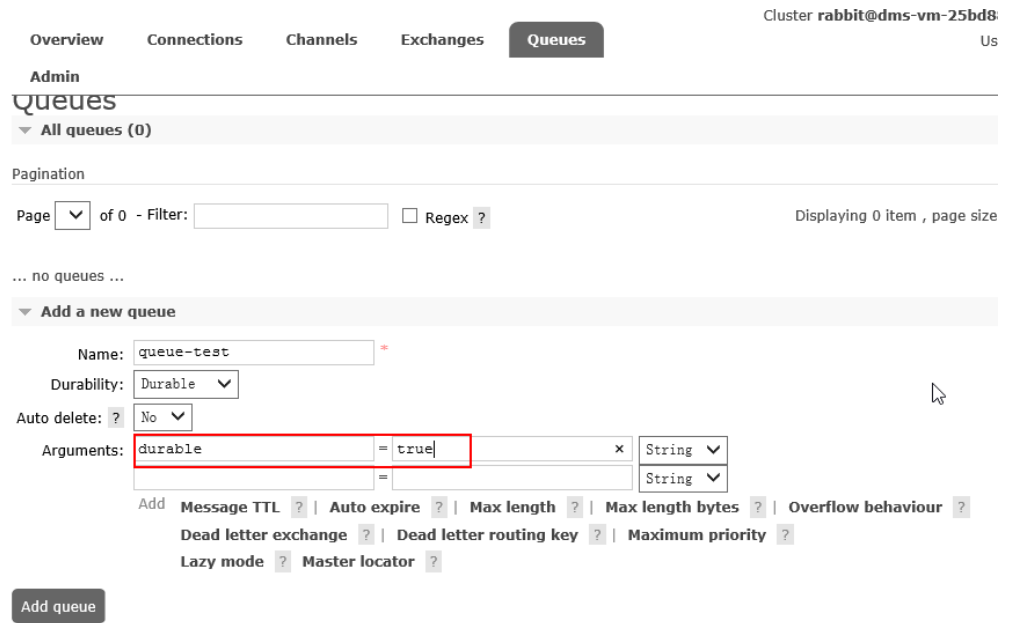 Cluster rabbit@dms-vm-25bd8
Overview Connections Channels Exchanges Queues Us
Admin
Queues
All queues (0)
Pagination
Page of 0 - Filter: Regex ? Displaying 0 item , page size
... no queues ...
Add a new queue
Name: queue-test *
Durability: Durable
Auto delete: ? No
Arguments: durable = true × String
= String
Add Message TTL ? | Auto expire ? | Max length ? | Max length bytes ? | Overflow behaviour ?
Dead letter exchange ? | Dead letter routing key ? | Maximum priority ?
Lazy mode ? Master locator ?
Add queue